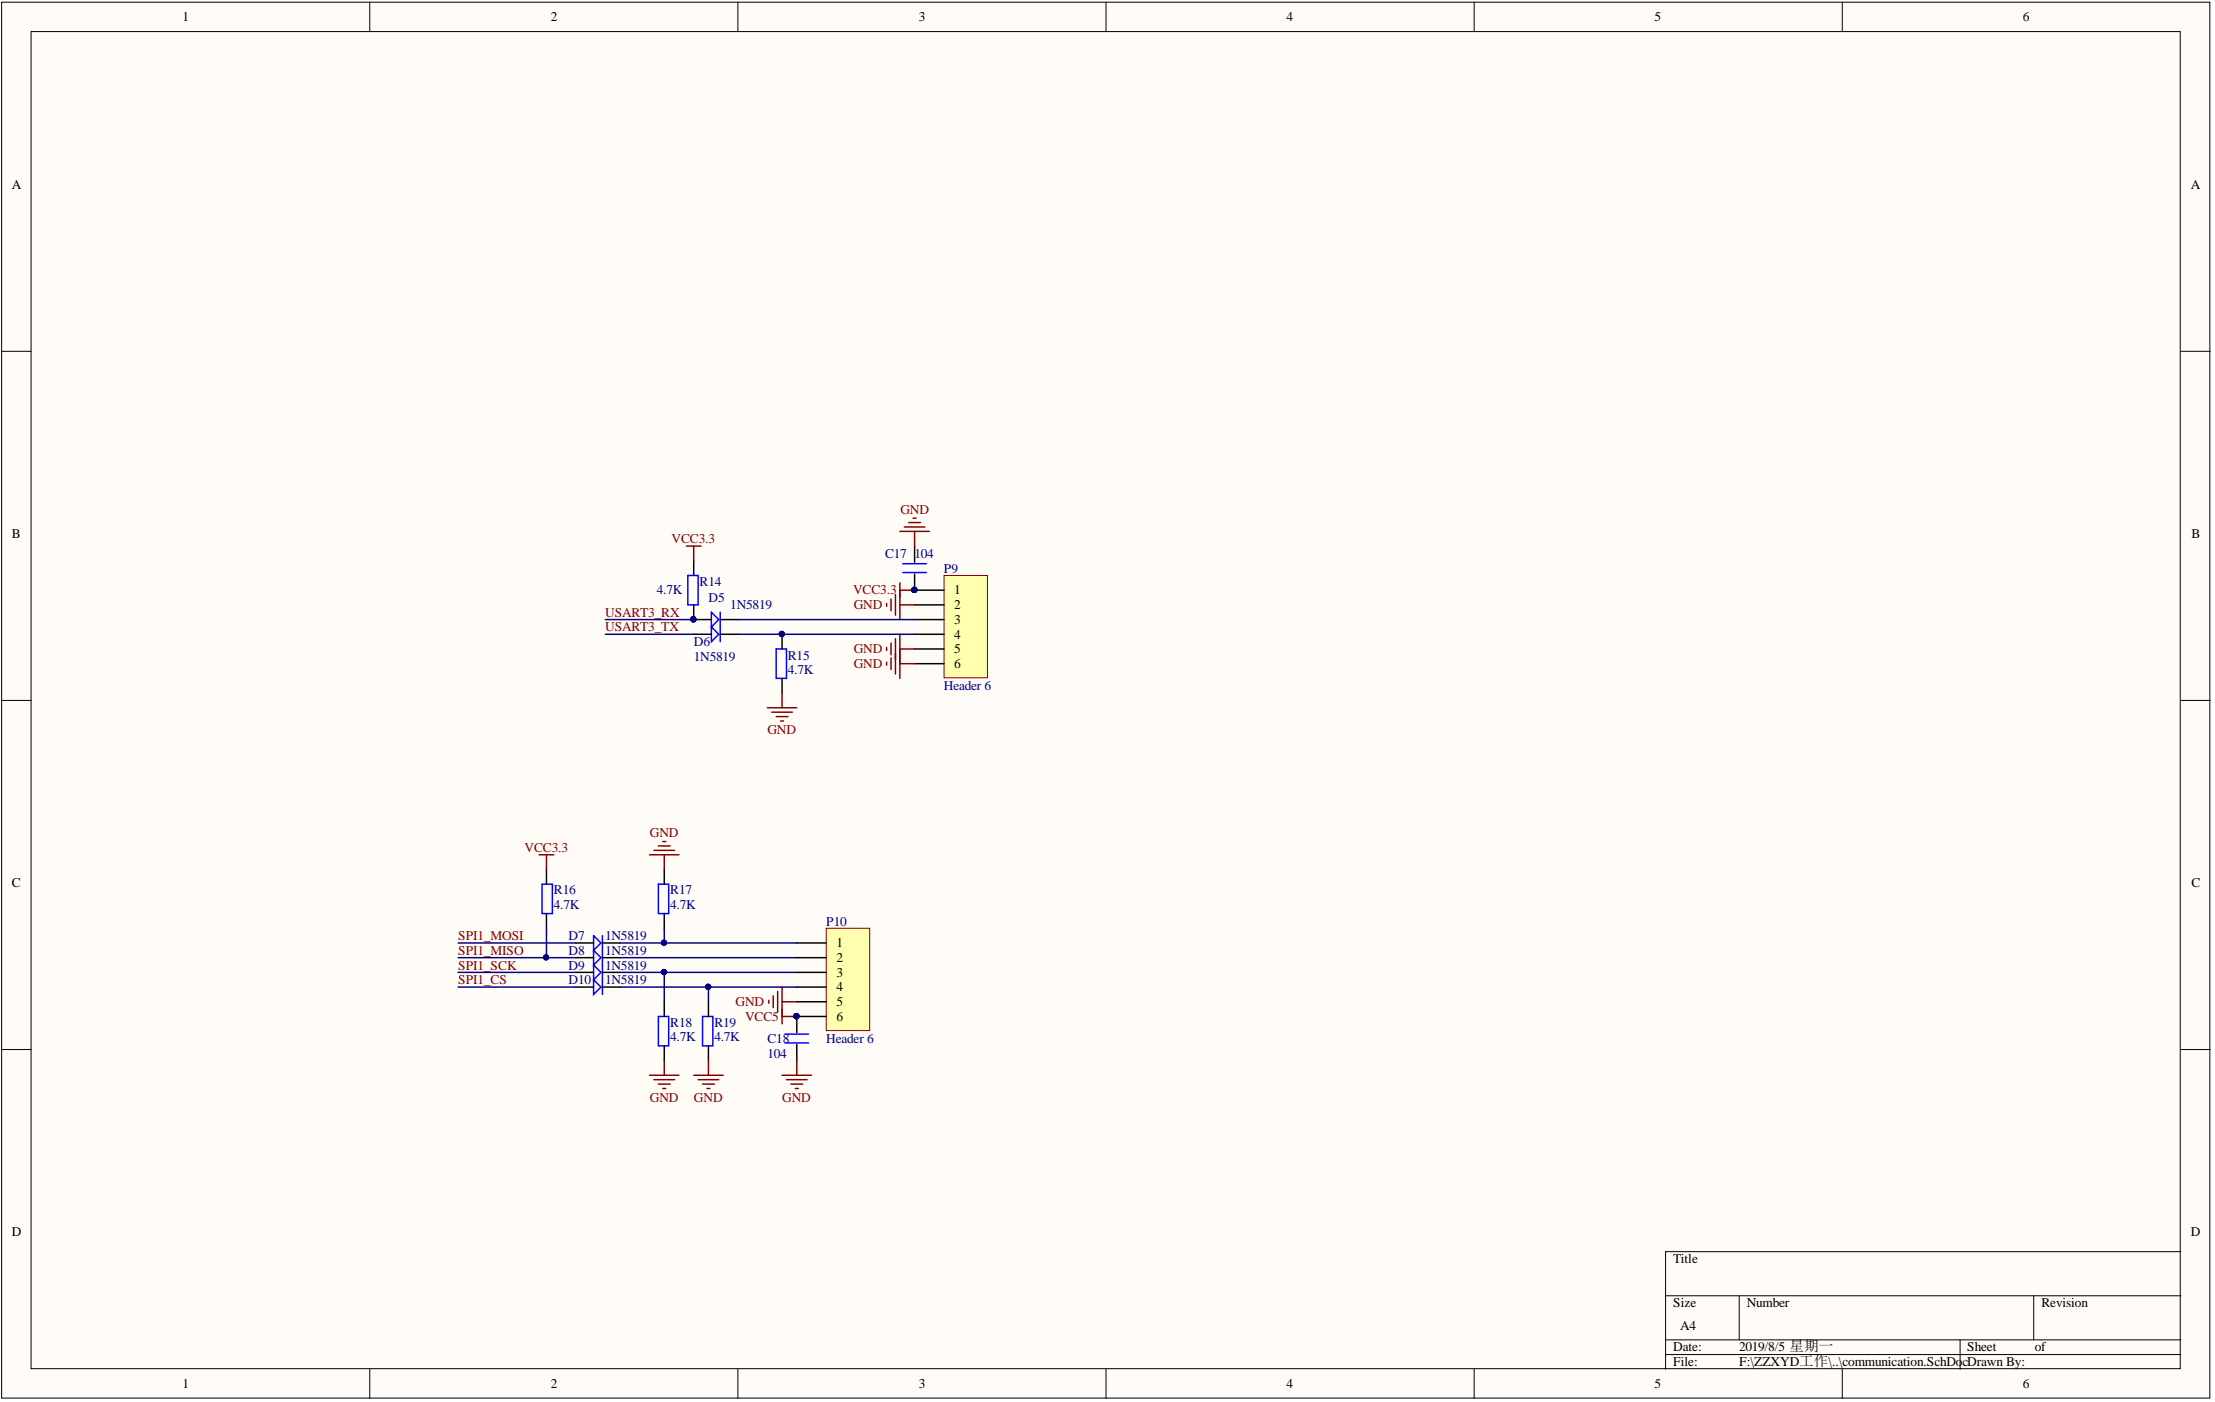 1 2 3 4 5 6
A A
GND
B B
VCC3.3
C17 104
P9
4.7K R14
VCC3.3 1
D5 1N5819
GND 2
USART3_RX 3
USART3_TX 4
D6
GND 5
1N5819
R15
GND 6
4.7K
Header 6
GND
GND
VCC3.3
C C
R16 R17
4.7K 4.7K
P10
SPI1_MOSI D7 1N5819 1
SPI1_MISO D8 1N5819 2
SPI1_SCK D9 1N5819 3
SPI1_CS D10 1N5819 4
GND 5
VCC5 6
R18 R19
4.7K 4.7K
C18 Header 6
104
GND GND GND
D D
Title
Size Number Revision
A4
Date: 2019/8/5 星期一 Sheet of
File: F:\ZZXYD工作\..\communication.SchDoc Drawn By:
1 2 3 4 5 6